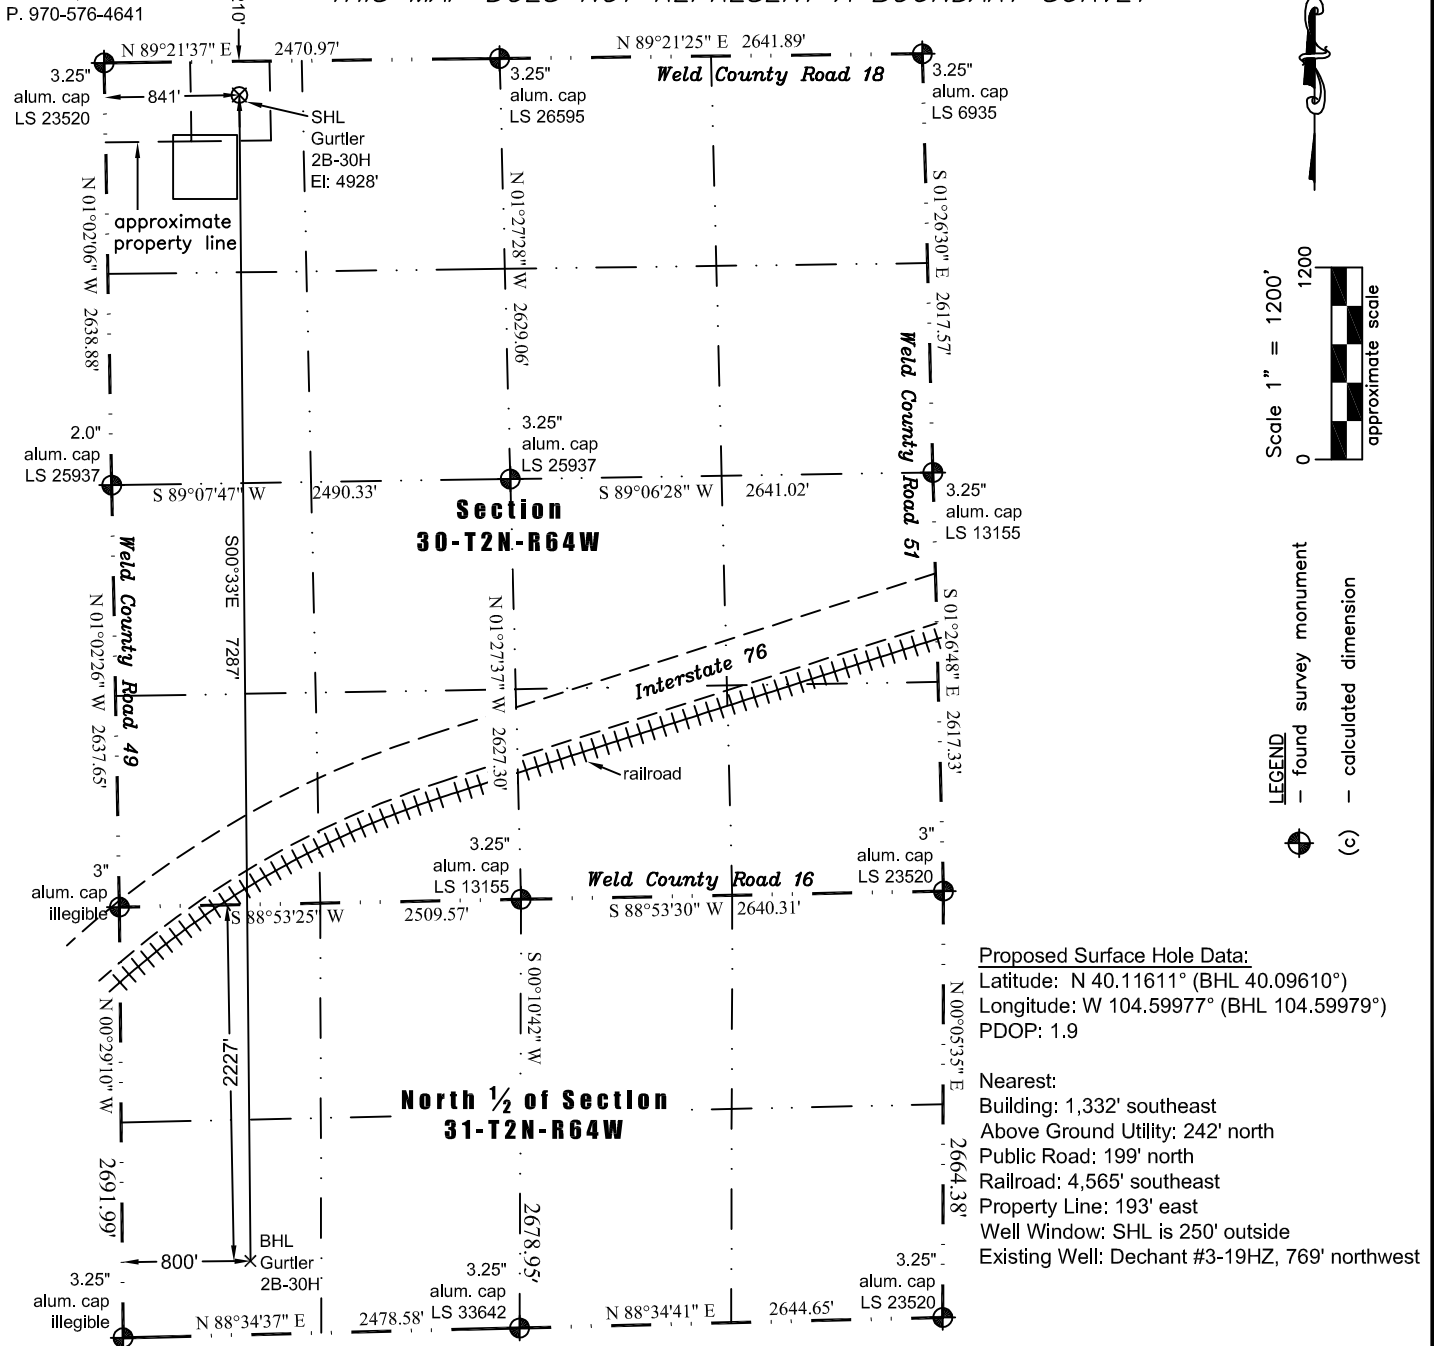 THIS MAP DOES NOT REPRESENT A BOUNDARY SURVEY
P. 970-576-4641
N 89°21'37" E 2470.97'
N 89°21'25" E 2641.89'
Weld County Road 18
3.25"
alum. cap
LS 23520
841'
3.25"
alum. cap
LS 26595
3.25"
alum. cap
LS 6935
SHL
Gurtler
2B-30H
El: 4928'
approximate
property line
N 01°02'06" W 2638.88'
N 01°27'28" W 2629.06'
S 01°26'30" E 2617.57'
Weld County Road 51
Scale 1" = 1200'
0 1200
approximate scale
2.0"
alum. cap
LS 25937
3.25"
alum. cap
LS 25937
3.25"
alum. cap
LS 13155
S 89°07'47" W 2490.33'
S 89°06'28" W 2641.02'
Section
30-T2N-R64W
Weld County Road 49
N 01°02'26" W 2637.65'
S00°33'E 7287'
N 01°27'37" W 2627.30'
S 01°26'48" E 2617.33'
Interstate 76
railroad
LEGEND
– found survey monument
(c) – calculated dimension
3"
alum. cap
illegible
3.25"
alum. cap
LS 13155
3"
alum. cap
LS 23520
Weld County Road 16
S 88°53'25" W 2509.57'
S 88°53'30" W 2640.31'
N 00°29'10" W 2691.99'
2227'
S 00°10'42" W 2678.95'
N 00°05'35" E 2664.38'
North ½ of Section
31-T2N-R64W
Proposed Surface Hole Data:
Latitude: N 40.11611° (BHL 40.09610°)
Longitude: W 104.59977° (BHL 104.59979°)
PDOP: 1.9
Nearest:
Building: 1,332' southeast
Above Ground Utility: 242' north
Public Road: 199' north
Railroad: 4,565' southeast
Property Line: 193' east
Well Window: SHL is 250' outside
Existing Well: Dechant #3-19HZ, 769' northwest
800'
BHL
Gurtler
2B-30H
3.25"
alum. cap
illegible
3.25"
alum. cap
LS 33642
3.25"
alum. cap
LS 23520
N 88°34'37" E 2478.58'
N 88°34'41" E 2644.65'